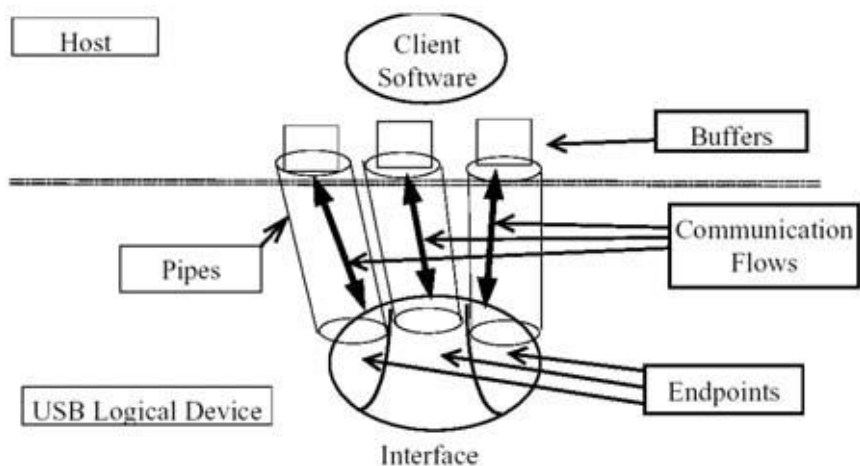 Host
Client
Software
Buffers
Communication
Flows
Pipes
Endpoints
USB Logical Device
Interface